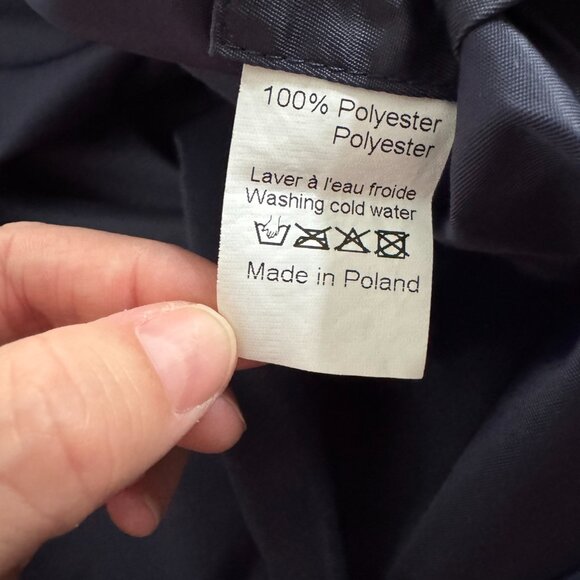 100% Polyester
Polyester
Laver à l'eau froide
Washing cold water
Made in Poland